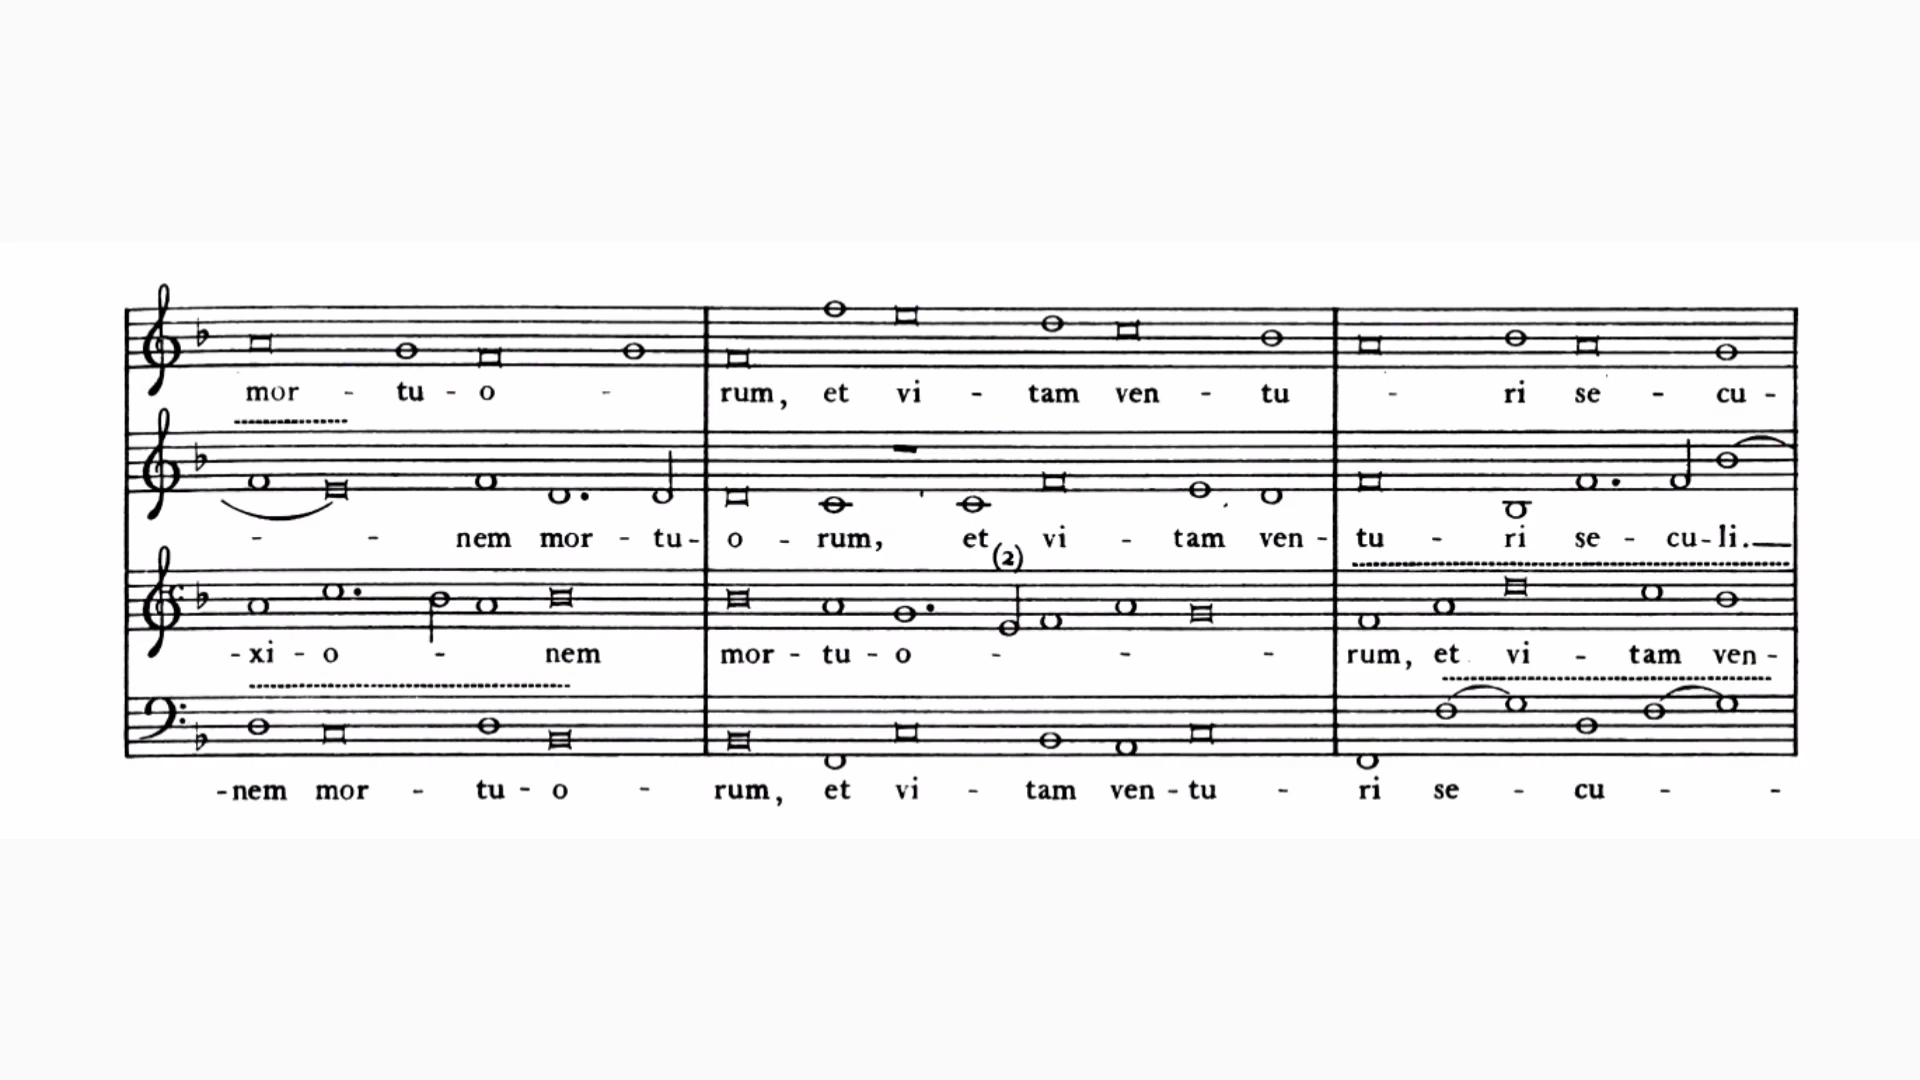 mor - tu - o - rum, et vi - tam ven - tu - ri se - cu -
- - nem mor - tu - o - rum, et vi - tam ven - tu - ri se - cu - li.
(2)
- xi - o - nem mor - tu - o - - - rum, et vi - tam ven -
- nem mor - tu - o - rum, et vi - tam ven - tu - ri se - cu - -